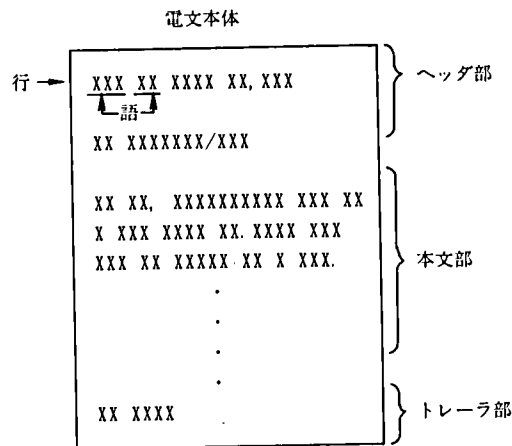 電文本体
行→ XXX XX XXXX XX, XXX ヘッダ部
語
XX XXXXXXX/XXX
XX XX, XXXXXXXXXX XXX XX
X XXX XXXX XX. XXXX XXX
XXX XX XXXXX XX X XXX. 本文部
XX XXXX トレーラ部